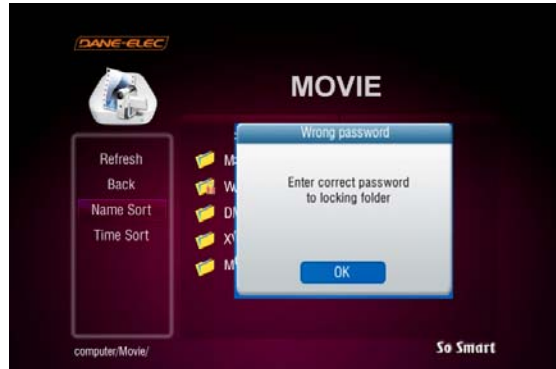 DANE-ELEC
MOVIE
Wrong password
Refresh
Back
Name Sort
Time Sort
Enter correct password
to locking folder
OK
computer/Movie/
So Smart